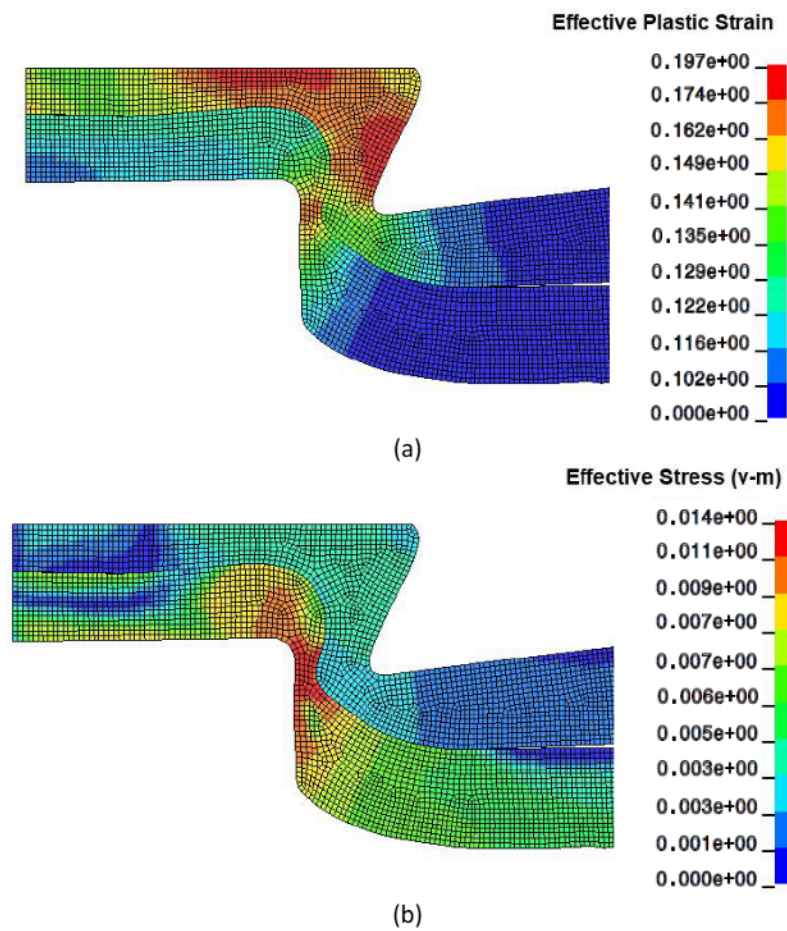 Effective Plastic Strain
0.197e+00
0.174e+00
0.162e+00
0.149e+00
0.141e+00
0.135e+00
0.129e+00
0.122e+00
0.116e+00
0.102e+00
0.000e+00
(a)
Effective Stress (v-m)
0.014e+00
0.011e+00
0.009e+00
0.007e+00
0.007e+00
0.006e+00
0.005e+00
0.003e+00
0.003e+00
0.001e+00
0.000e+00
(b)